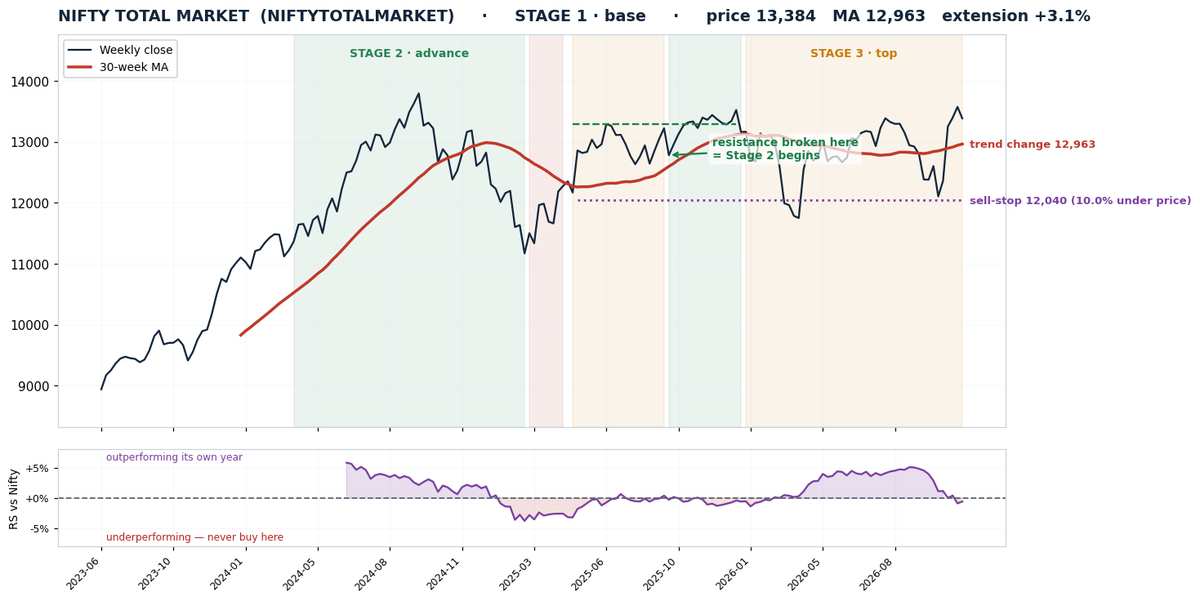 NIFTY TOTAL MARKET (NIFTYTOTALMARKET) · STAGE 1 · base · price 13,384 MA 12,963 extension +3.1%
Weekly close
30-week MA
STAGE 2 · advance
STAGE 3 · top
14000
13000
12000
11000
10000
9000
resistance broken here
= Stage 2 begins
trend change 12,963
sell-stop 12,040 (10.0% under price)
RS vs Nifty
+5%
+0%
-5%
outperforming its own year
underperforming — never buy here
2023-06
2023-10
2024-01
2024-05
2024-08
2024-11
2025-03
2025-06
2025-10
2026-01
2026-05
2026-08